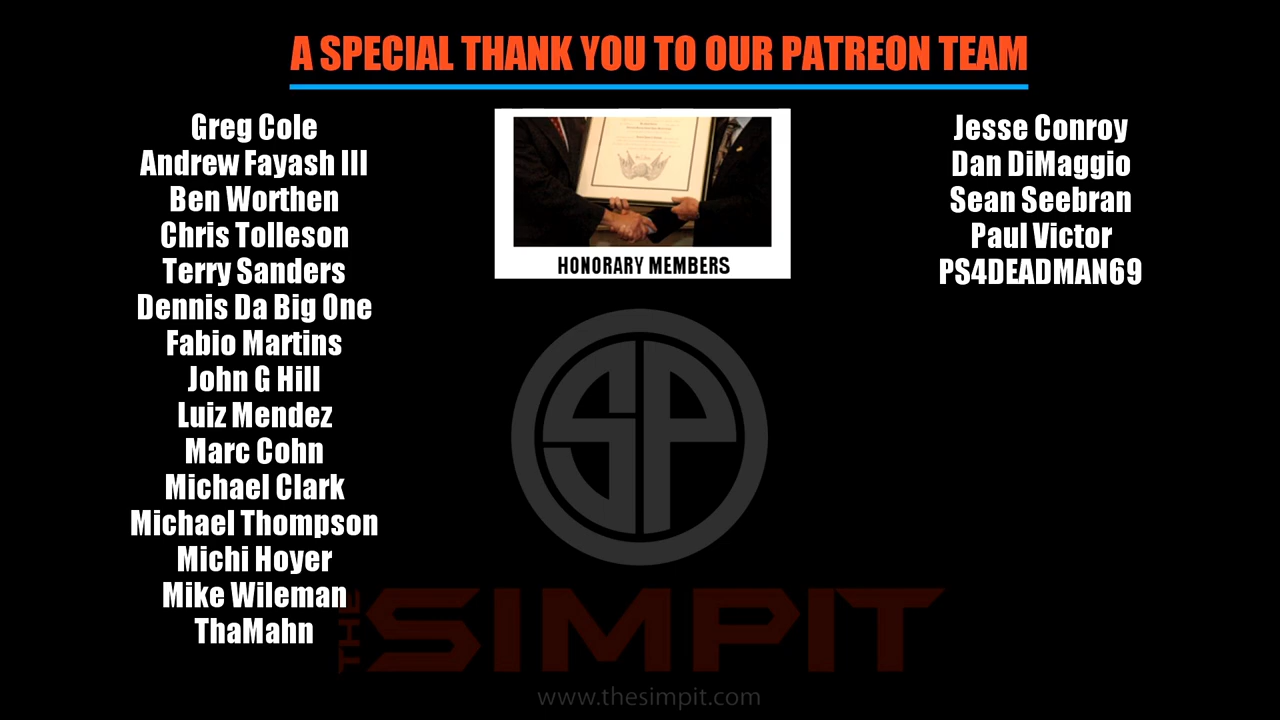 A SPECIAL THANK YOU TO OUR PATREON TEAM
Greg Cole
Andrew Fayash III
Ben Worthen
Chris Tolleson
Terry Sanders
Dennis Da Big One
Fabio Martins
John G Hill
Luiz Mendez
Marc Cohn
Michael Clark
Michael Thompson
Michi Hoyer
Mike Wileman
ThaMahn
HONORARY MEMBERS
Jesse Conroy
Dan DiMaggio
Sean Seebran
Paul Victor
PS4DEADMAN69
SP
THE SIMPIT
www.thesimpit.com